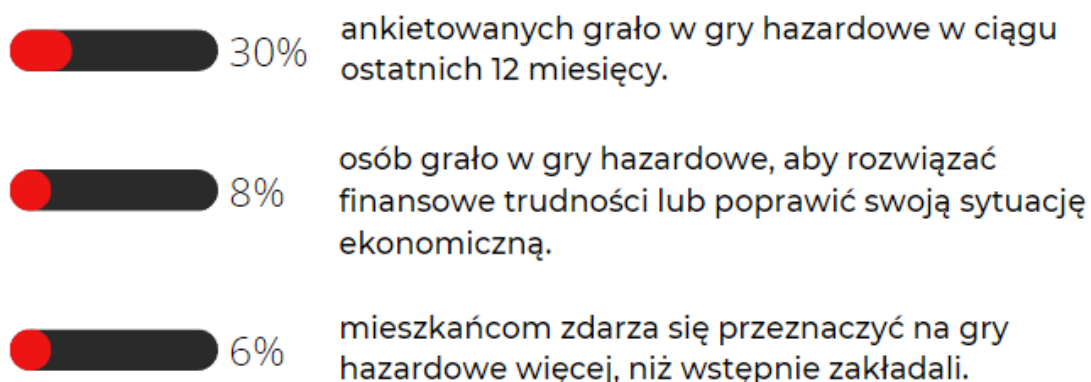 30%
ankietowanych grało w gry hazardowe w ciągu
ostatnich 12 miesięcy.
8%
osób grało w gry hazardowe, aby rozwiązać
finansowe trudności lub poprawić swoją sytuację
ekonomiczną.
6%
mieszkańcom zdarza się przeznaczyć na gry
hazardowe więcej, niż wstępnie zakładali.